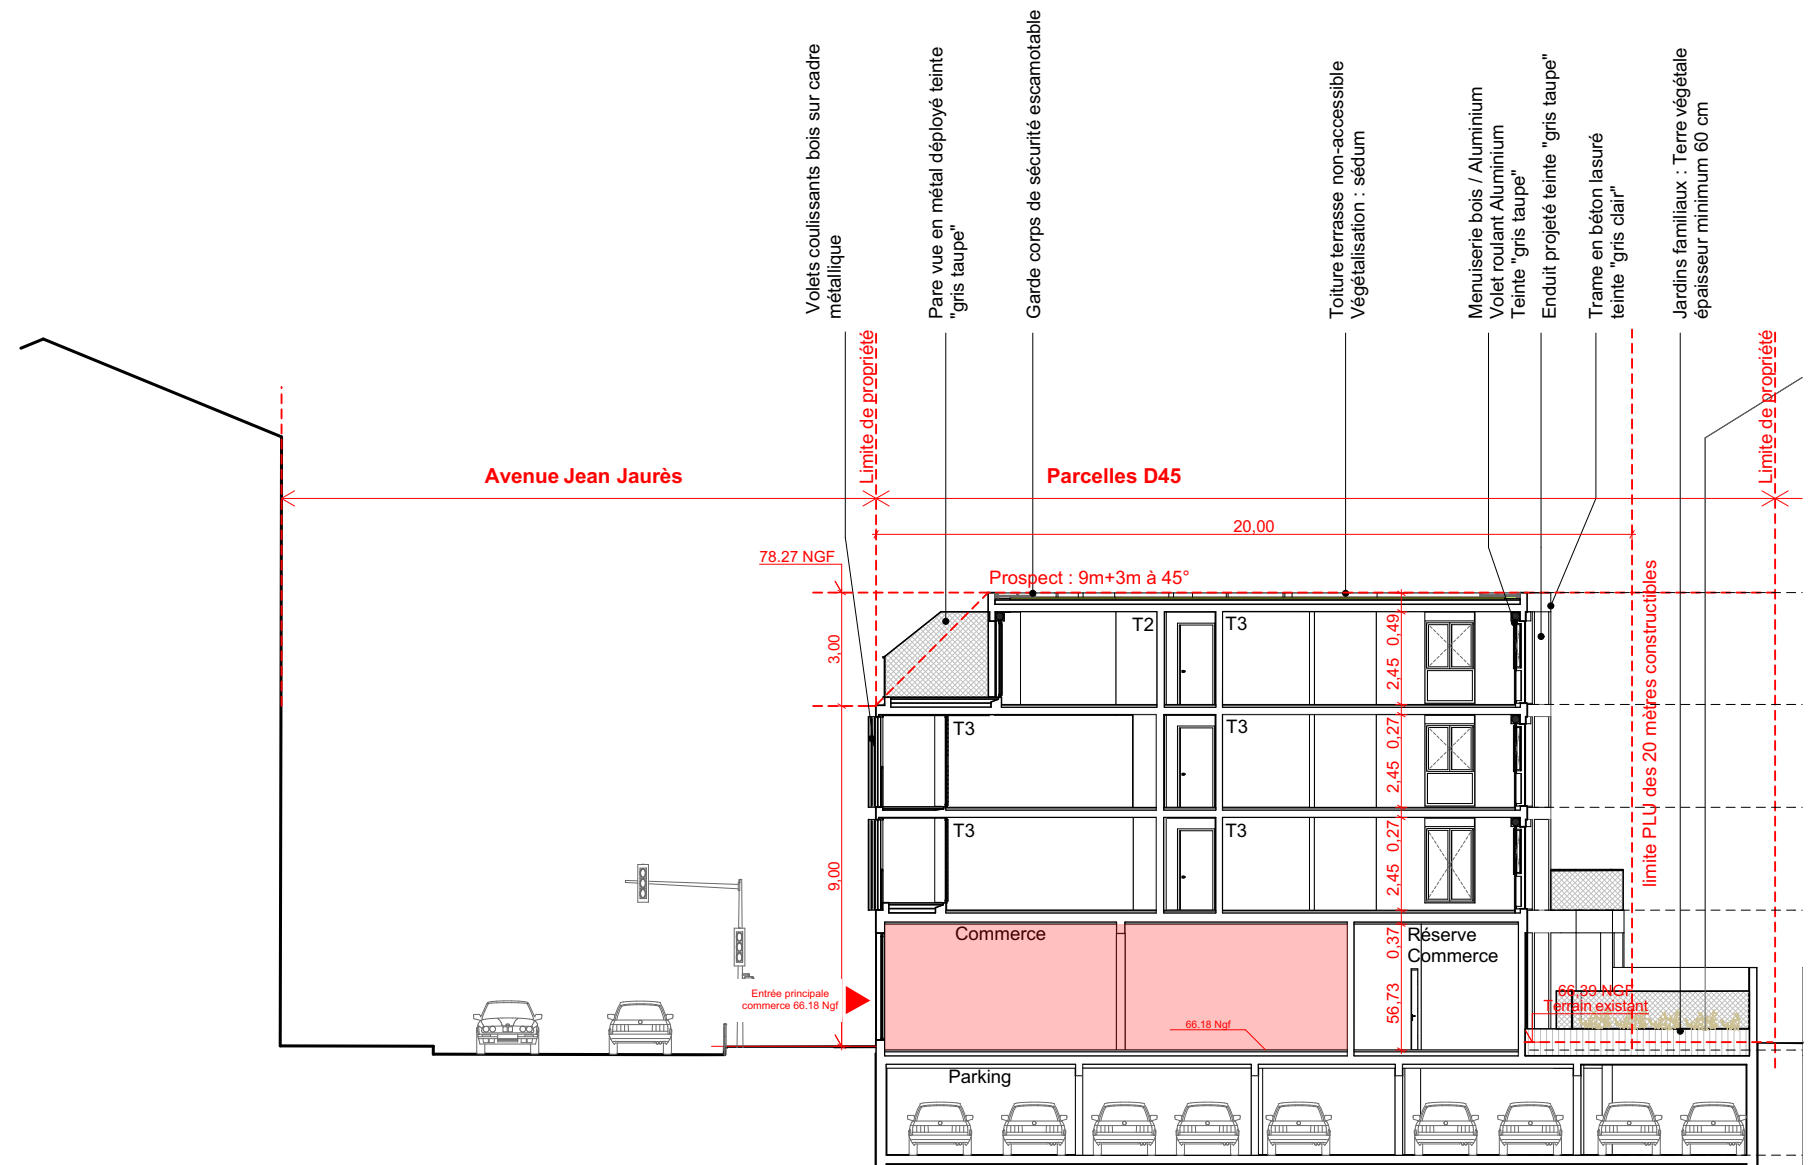 Volets coulissants bois sur cadre
métallique
Pare vue en métal déployé teinte
"gris taupe"
Garde corps de sécurité escamotable
Toiture terrasse non-accessible
Végétalisation : sédum
Menuiserie bois / Aluminium
Volet roulant Aluminium
Teinte "gris taupe"
Enduit projeté teinte "gris taupe"
Trame en béton lasuré
teinte "gris clair"
Jardins familiaux : Terre végétale
épaisseur minimum 60 cm
Limite de propriété
Limite de propriété
Avenue Jean Jaurès
Parcelles D45
20,00
78.27 NGF
Prospect : 9m+3m à 45°
limite PLU des 20 mètres constructibles
3,00
9,00
T2
T3
0,49
2,45
T3
T3
0,27
2,45
T3
T3
0,27
2,45
Commerce
Réserve
Commerce
0,37
56,73
Entrée principale
commerce 66.18 Ngf
66.18 Ngf
66,39 NGF
Terrain existant
Parking